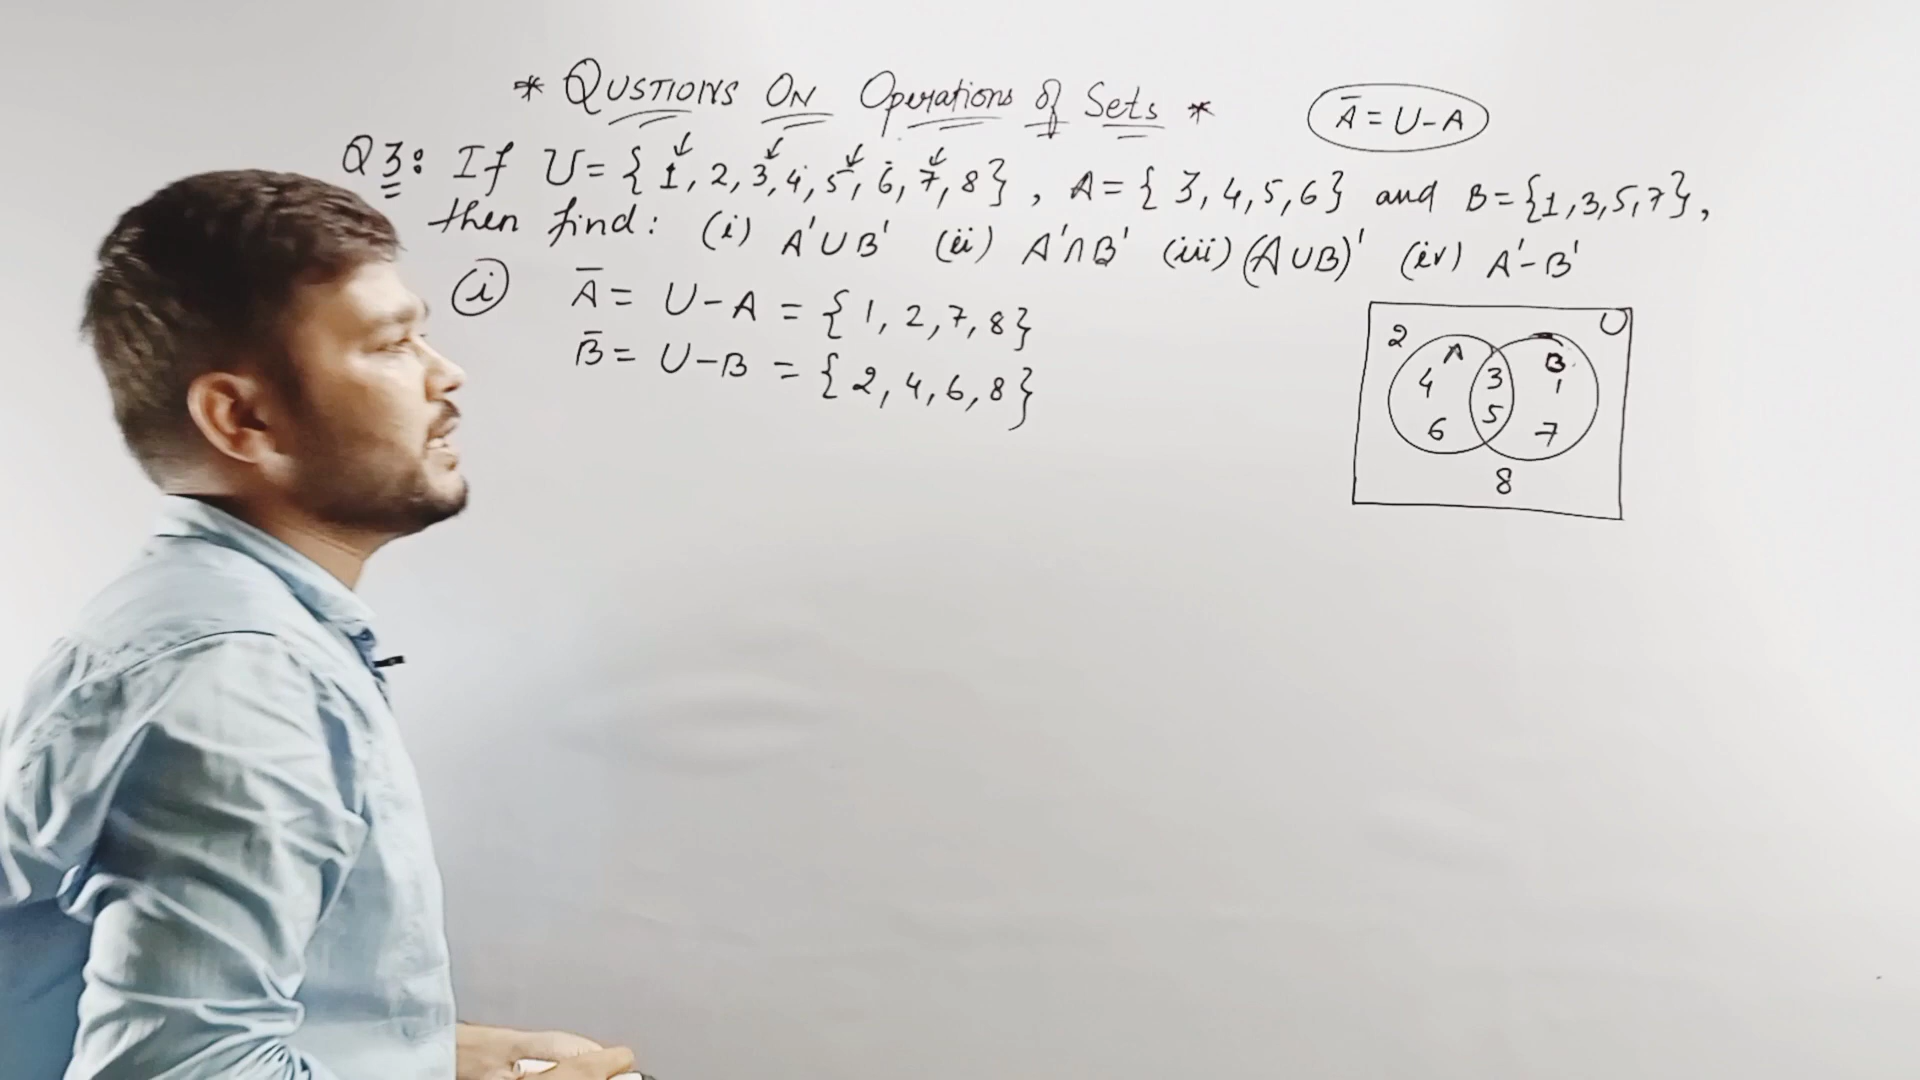 * QUSTIONS ON Operations of Sets *
Ā = U-A
Q3: If U = { 1, 2, 3, 4, 5, 6, 7, 8 } , A = { 3, 4, 5, 6 } and B = { 1, 3, 5, 7 } ,
then find : (i) A'∪B' (ii) A'∩B' (iii) (A∪B)' (iv) A'-B'
(i) Ā = U - A = { 1, 2, 7, 8 }
B̄ = U - B = { 2, 4, 6, 8 }
U
2
A B
4 3 1
6 5 7
8